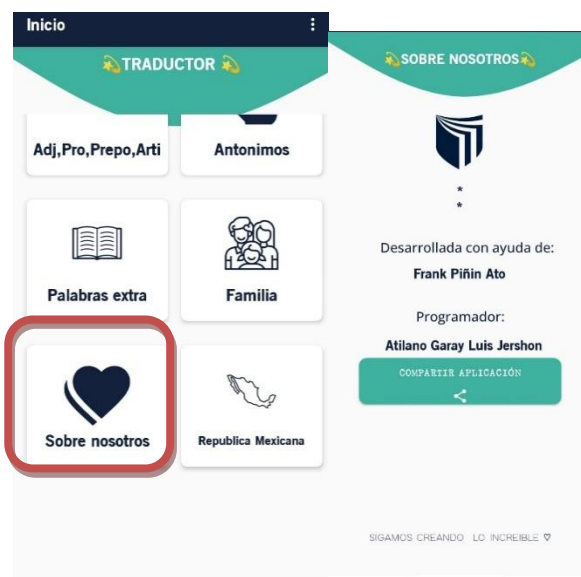 Inicio
💫TRADUCTOR💫
Adj,Pro,Prepo,Arti
Antonimos
Palabras extra
Familia
Sobre nosotros
Republica Mexicana
💫SOBRE NOSOTROS💫
*
*
Desarrollada con ayuda de:
Frank Piñin Ato
Programador:
Atilano Garay Luis Jershon
COMPARTIR APLICACIÓN
SIGAMOS CREANDO LO INCREIBLE ♡